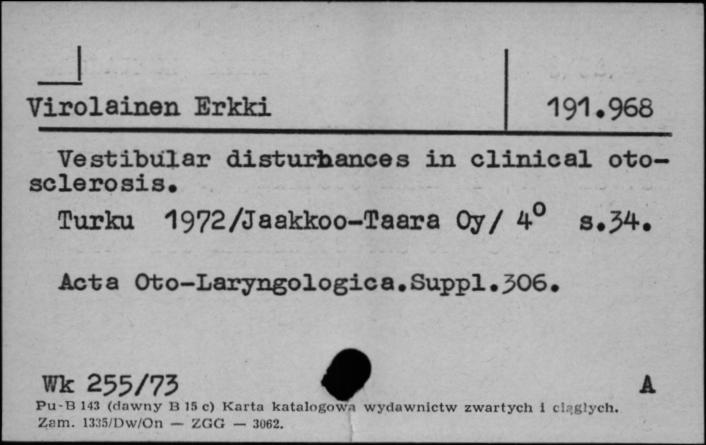 Virolainen Erkki 191.968
Vestibular disturbances in clinical oto-
sclerosis.
Turku 1972/Jaakkoo-Taara Oy/ 4° s.34.
Acta Oto-Laryngologica.Suppl.306.
Wk 255/73 A
Pu-B 143 (dawny B 15 c) Karta katalogowa wydawnictw zwartych i ciągłych.
Zam. 1335/Dw/On — ZGG — 3062.